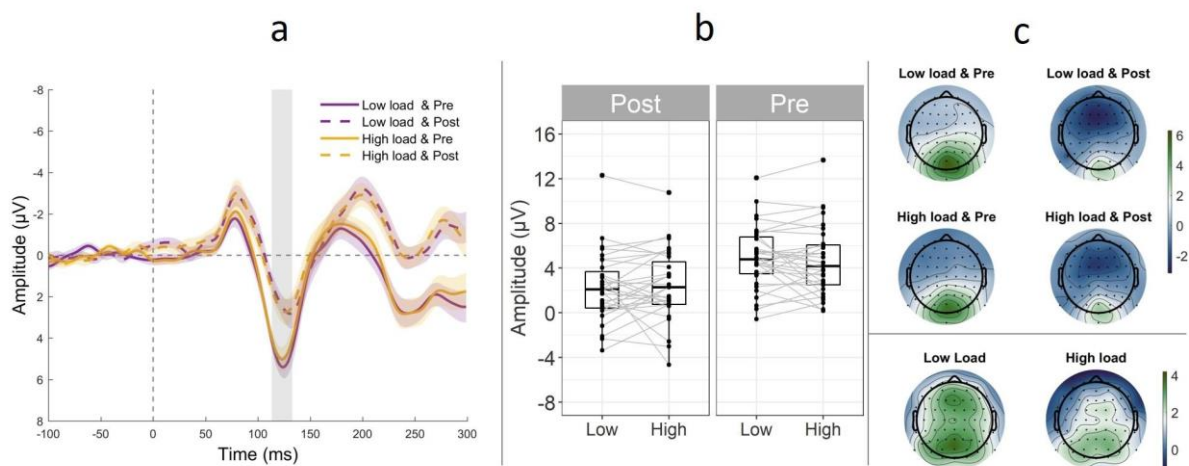 a
b
c
-8
-6
-4
-2
0
2
4
6
8
Amplitude (µV)
Low load & Pre
Low load & Post
High load & Pre
High load & Post
-100
-50
0
50
100
150
200
250
300
Time (ms)
Post
Pre
16
12
8
4
0
-4
-8
Amplitude (µV)
Low
High
Low
High
Low load & Pre
Low load & Post
High load & Pre
High load & Post
6
4
2
0
-2
Low Load
High load
4
2
0